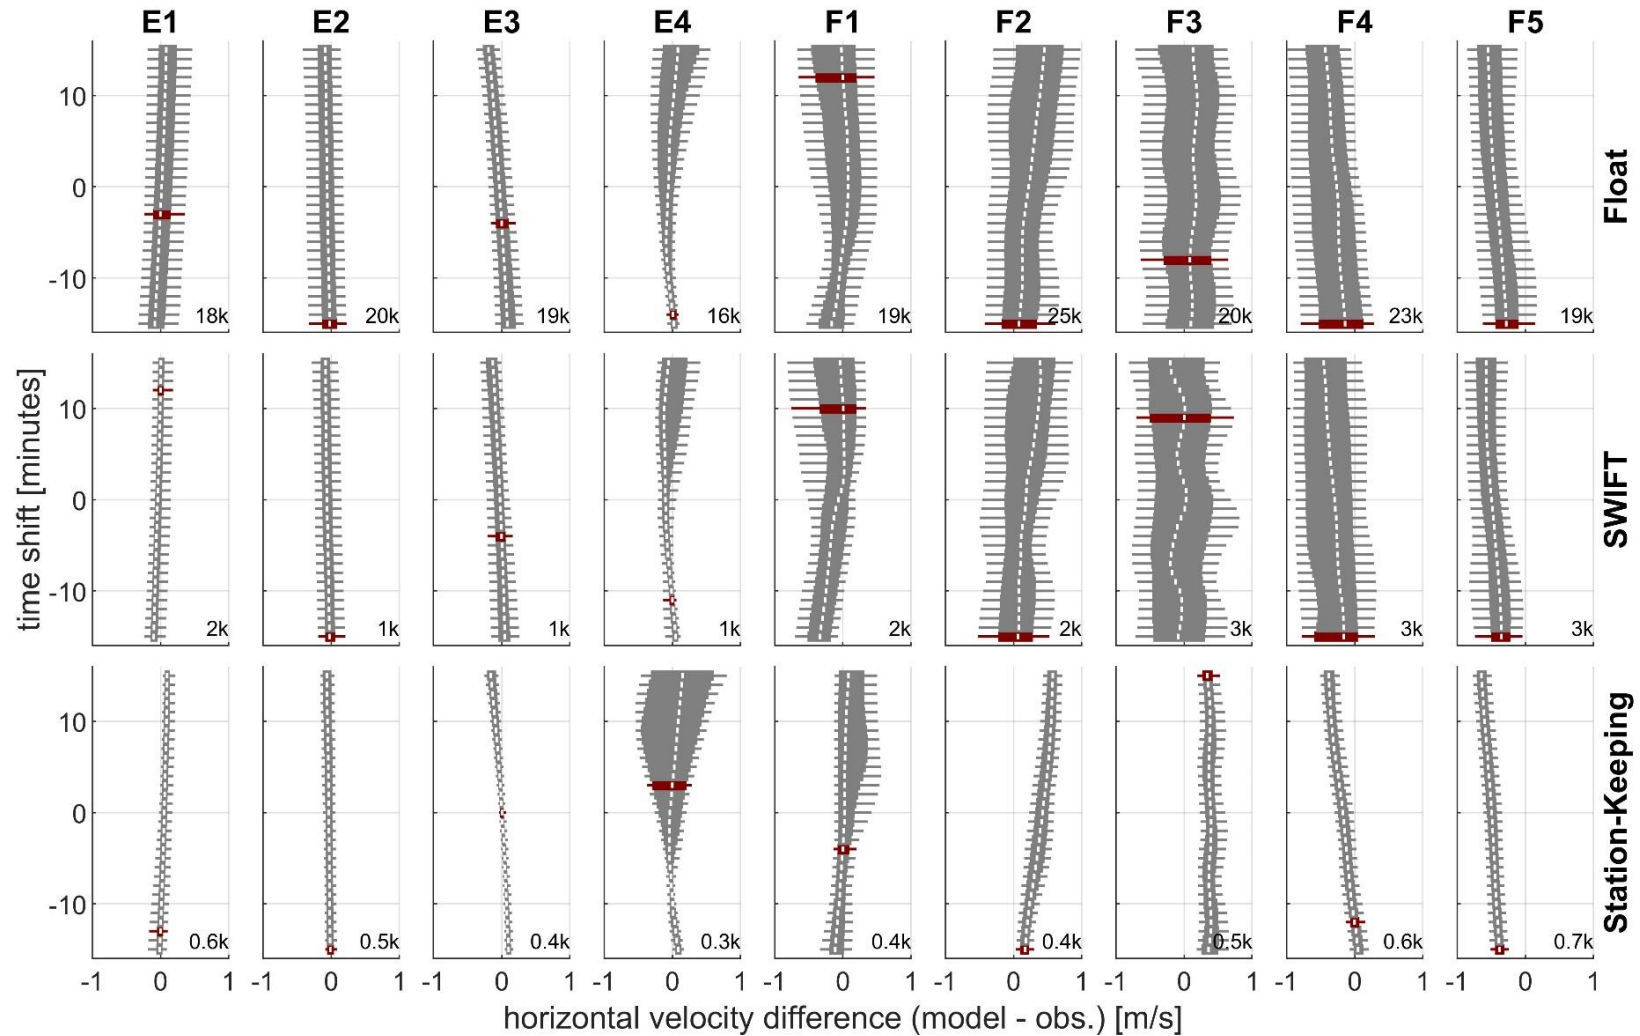 E1 E2 E3 E4 F1 F2 F3 F4 F5
10
0
-10
18k 20k 19k 16k 19k 25k 20k 23k 19k
Float
10
0
-10
2k 1k 1k 1k 2k 2k 3k 3k 3k
SWIFT
time shift [minutes]
10
0
-10
0.6k 0.5k 0.4k 0.3k 0.4k 0.4k 0.5k 0.6k 0.7k
Station-Keeping
-1 0 1 -1 0 1 -1 0 1 -1 0 1 -1 0 1 -1 0 1 -1 0 1 -1 0 1 -1 0 1
horizontal velocity difference (model - obs.) [m/s]